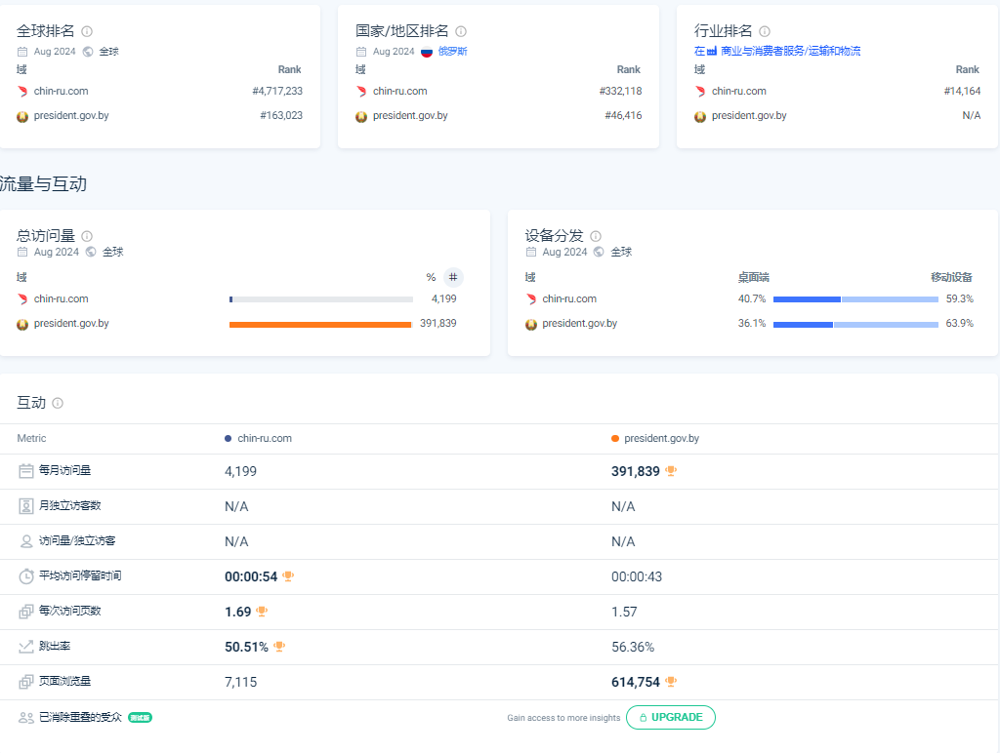 全球排名
Aug 2024 全球
域 Rank
chin-ru.com #4,717,233
president.gov.by #163,023
国家/地区排名
Aug 2024 俄罗斯
域 Rank
chin-ru.com #332,118
president.gov.by #46,416
行业排名
在 商业与消费者服务/运输和物流
域 Rank
chin-ru.com #14,164
president.gov.by N/A
流量与互动
总访问量
Aug 2024 全球
域 % #
chin-ru.com 4,199
president.gov.by 391,839
设备分发
Aug 2024 全球
域 桌面端 移动设备
chin-ru.com 40.7% 59.3%
president.gov.by 36.1% 63.9%
互动
Metric chin-ru.com president.gov.by
每月访问量 4,199 391,839
月独立访客数 N/A N/A
访问量/独立访客 N/A N/A
平均访问停留时间 00:00:54 00:00:43
每次访问页数 1.69 1.57
跳出率 50.51% 56.36%
页面浏览量 7,115 614,754
已消除重叠的受众 测试版 Gain access to more insights UPGRADE